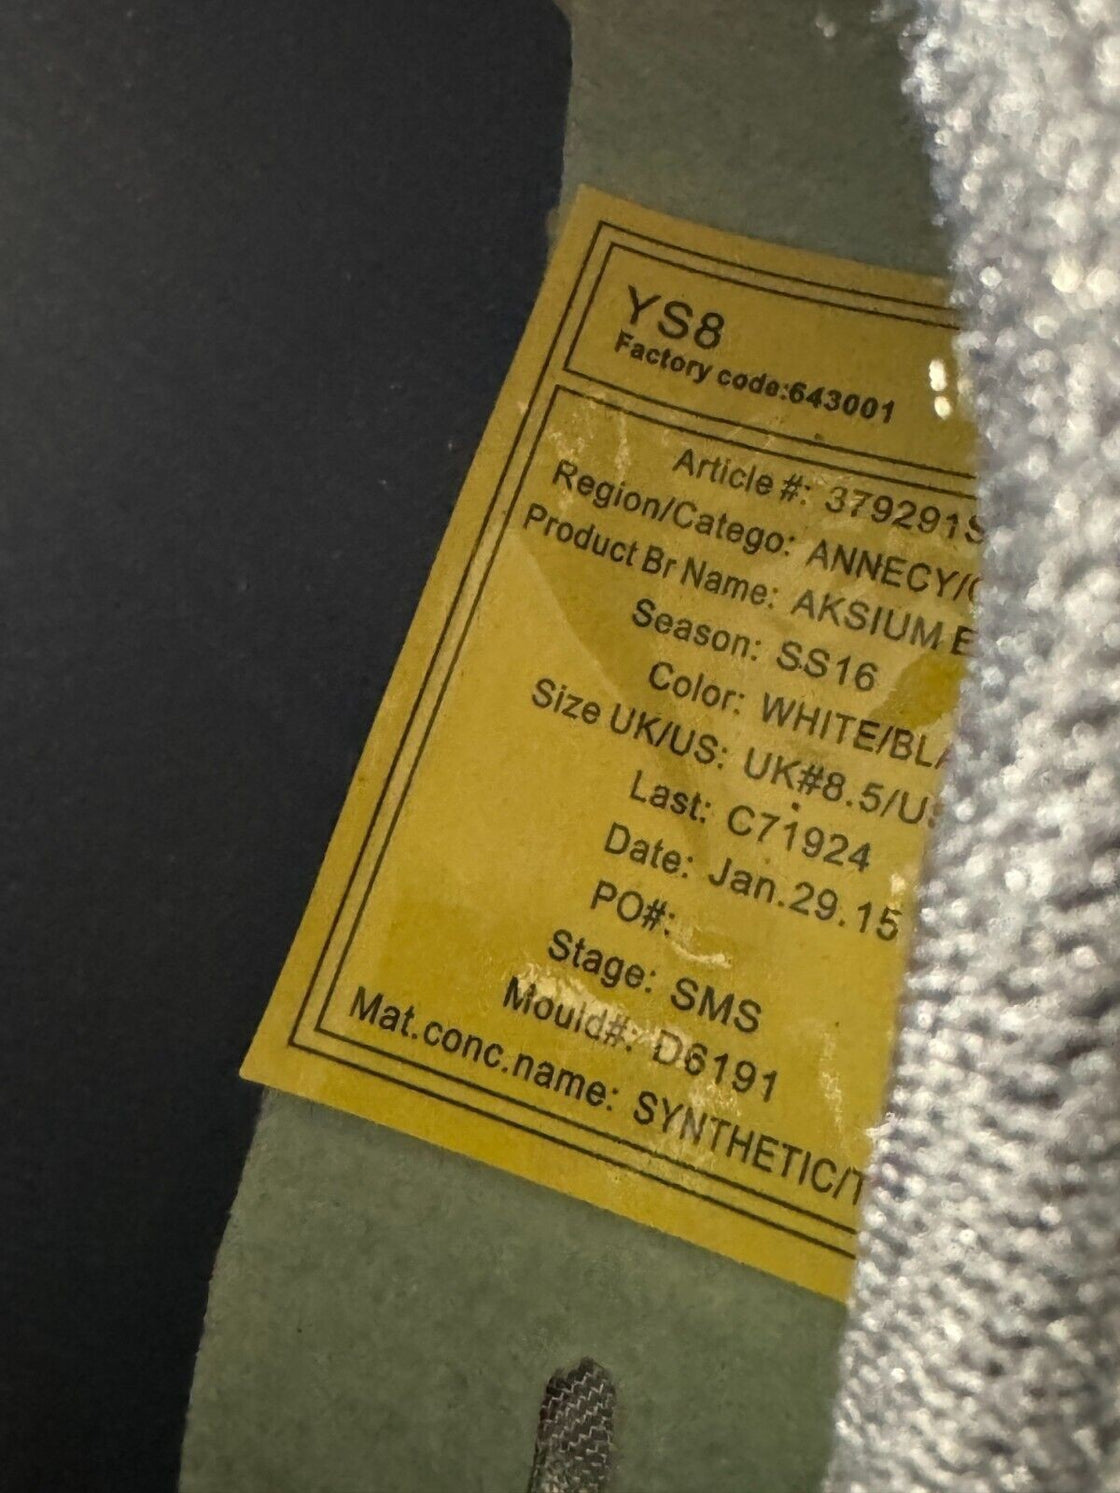 YS8
Factory code:643001
Article #: 379291S
Region/Catego: ANNECY/
Product Br Name: AKSIUM E
Season: SS16
Color: WHITE/BLA
Size UK/US: UK#8.5/US
Last: C71924
Date: Jan.29.15
PO#:
Stage: SMS
Mould#: D6191
Mat.conc.name: SYNTHETIC/T